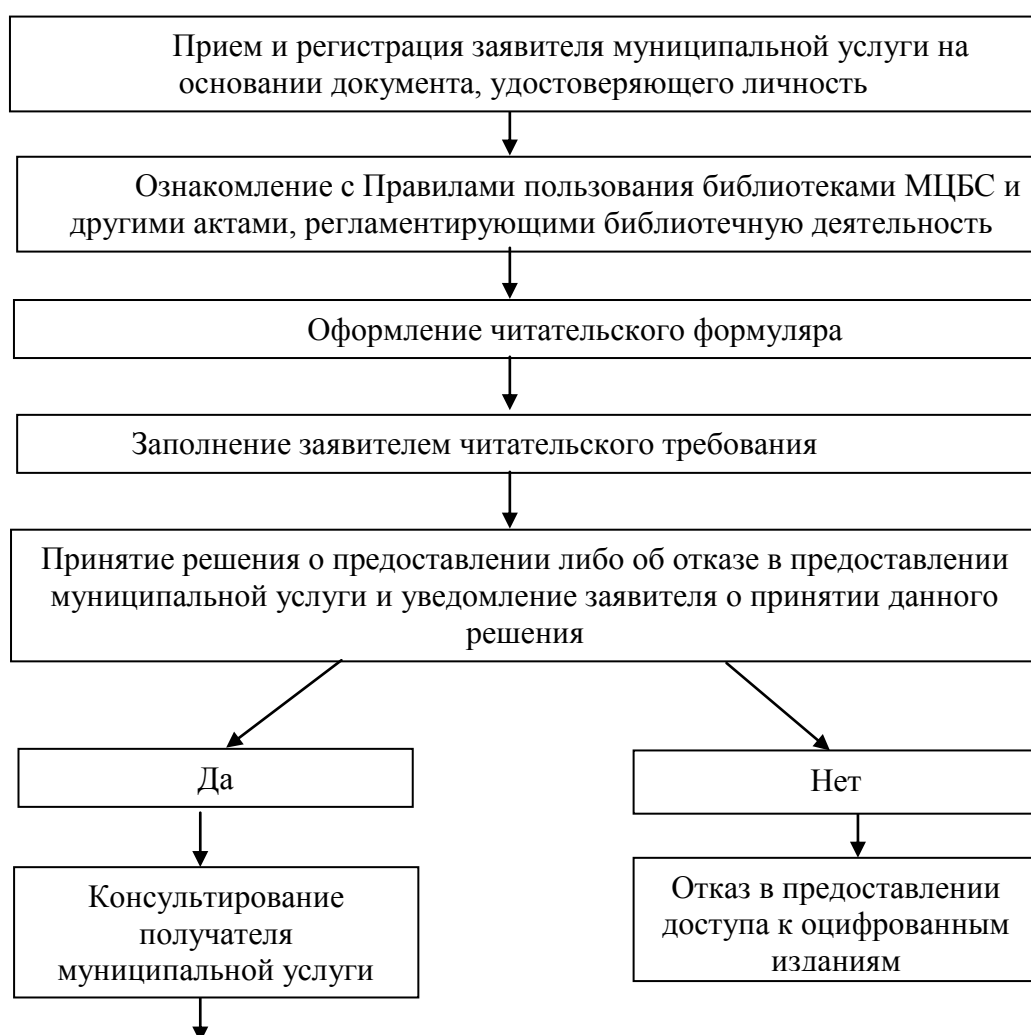 Прием и регистрация заявителя муниципальной услуги на
основании документа, удостоверяющего личность
Ознакомление с Правилами пользования библиотеками МЦБС и
другими актами, регламентирующими библиотечную деятельность
Оформление читательского формуляра
Заполнение заявителем читательского требования
Принятие решения о предоставлении либо об отказе в предоставлении
муниципальной услуги и уведомление заявителя о принятии данного
решения
Да
Нет
Консультирование
получателя
муниципальной услуги
Отказ в предоставлении
доступа к оцифрованным
изданиям